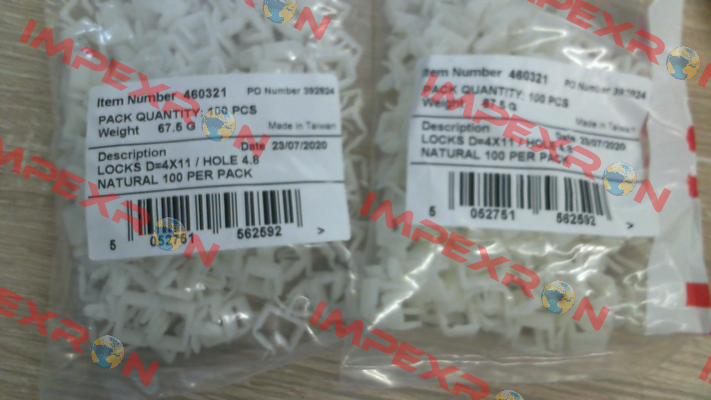 Item Number 460321 PO Number 392924
PACK QUANTITY: 100 PCS
Weight 67.5 G Made in Taiwan
Description Date 23/07/2020
LOCKS D=4X11 / HOLE 4.8
NATURAL 100 PER PACK
5 052751 562592 >
Item Number 460321 PO Number 392924
PACK QUANTITY: 100 PCS
Weight 67.5 G Made in Taiwan
Description Date 23/07/2020
LOCKS D=4X11 / HOLE 4.8
NATURAL 100 PER PACK
5 052751 562592 >
IMPEXRON
IMPEXRON
IMPEXRON
IMPEXRON
IMPEXRON
IMPEXRON